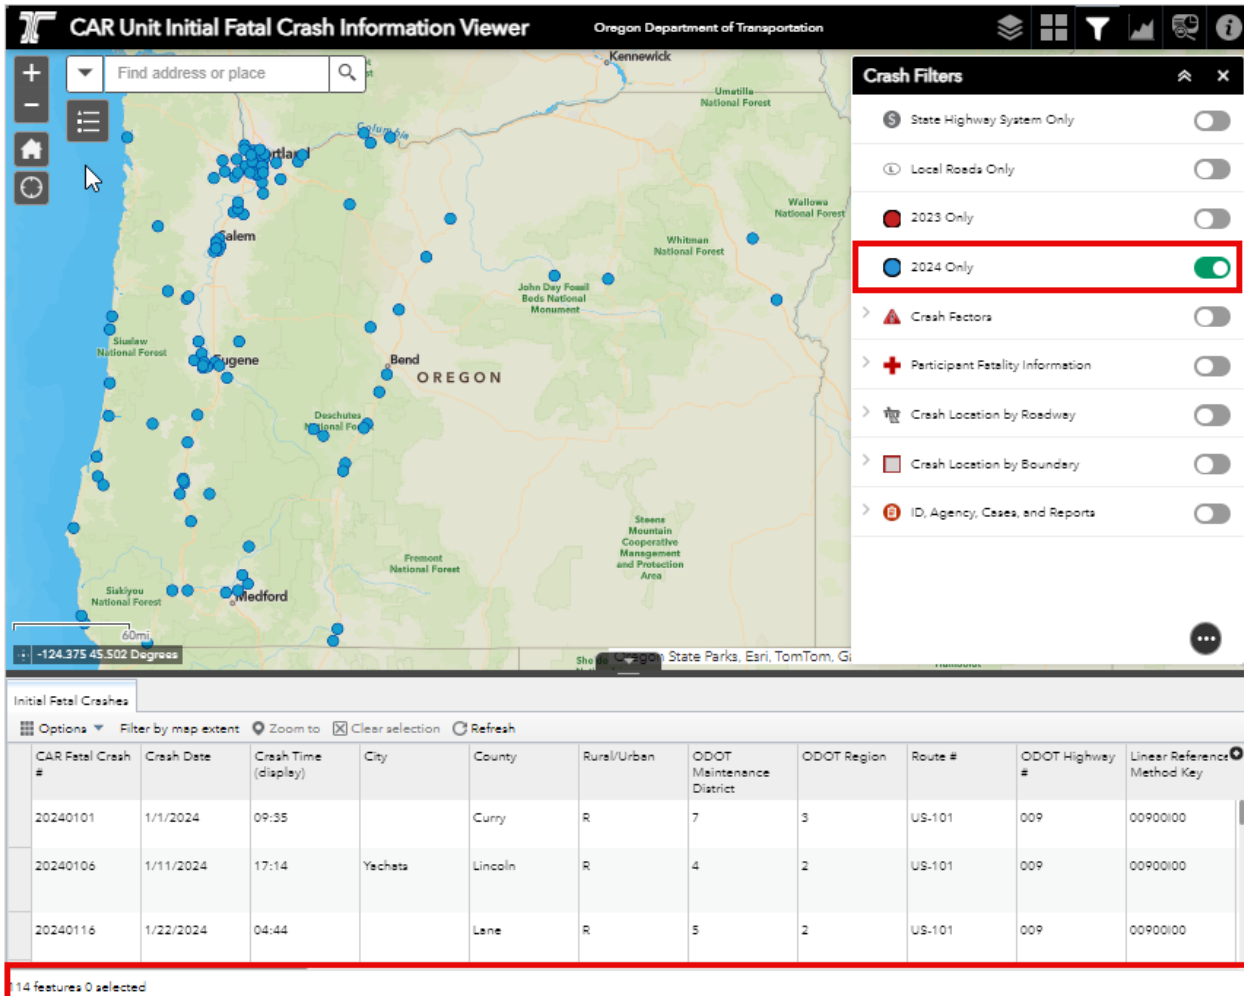 CAR Unit Initial Fatal Crash Information Viewer
Oregon Department of Transportation
Find address or place
Kennewick
Umatilla
National Forest
Columbia
Salem
Wallowa
National Forest
Whitman
National Forest
John Day Fossil
Beds National
Monument
Siuslaw
National Forest
Eugene
Bend
OREGON
Deschutes
Steens
Mountain
Cooperative
Management
and Protection
Area
Fremont
National Forest
Siskiyou
National Forest
Medford
60mi
-124.375 45.502 Degrees
Oregon State Parks, Esri, TomTom,
Crash Filters
State Highway System Only
Local Roads Only
2023 Only
2024 Only
Crash Factors
Participant Fatality Information
Crash Location by Roadway
Crash Location by Boundary
ID, Agency, Cases, and Reports
Initial Fatal Crashes
Options Filter by map extent Zoom to Clear selection Refresh
CAR Fatal Crash # Crash Date Crash Time (display) City County Rural/Urban ODOT Maintenance District ODOT Region Route # ODOT Highway # Linear Reference Method Key
20240101 1/1/2024 09:35 Curry R 7 3 US-101 009 00900I00
20240106 1/11/2024 17:14 Yachats Lincoln R 4 2 US-101 009 00900I00
20240116 1/22/2024 04:44 Lane R 5 2 US-101 009 00900I00
114 features 0 selected